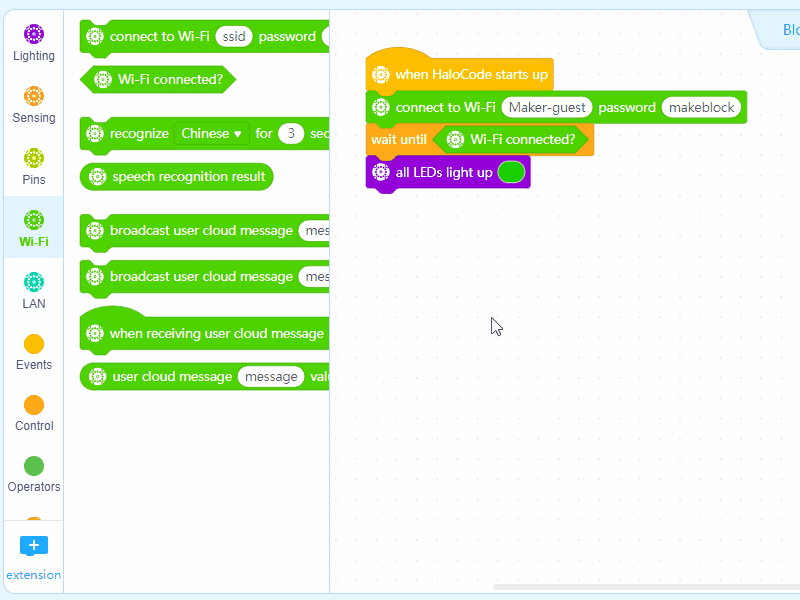 Lighting
Sensing
Pins
Wi-Fi
LAN
Events
Control
Operators
extension
connect to Wi-Fi ssid password
Wi-Fi connected?
recognize Chinese for 3 sec
speech recognition result
broadcast user cloud message mes
broadcast user cloud message mes
when receiving user cloud message
user cloud message message valu
when HaloCode starts up
connect to Wi-Fi Maker-guest password makeblock
wait until Wi-Fi connected?
all LEDs light up
Blo